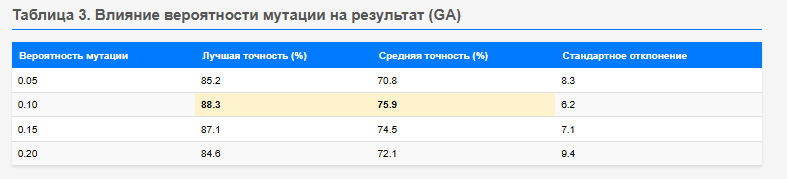 Таблица 3. Влияние вероятности мутации на результат (GA)
Вероятность мутации Лучшая точность (%) Средняя точность (%) Стандартное отклонение
0.05 85.2 70.8 8.3
0.10 88.3 75.9 6.2
0.15 87.1 74.5 7.1
0.20 84.6 72.1 9.4